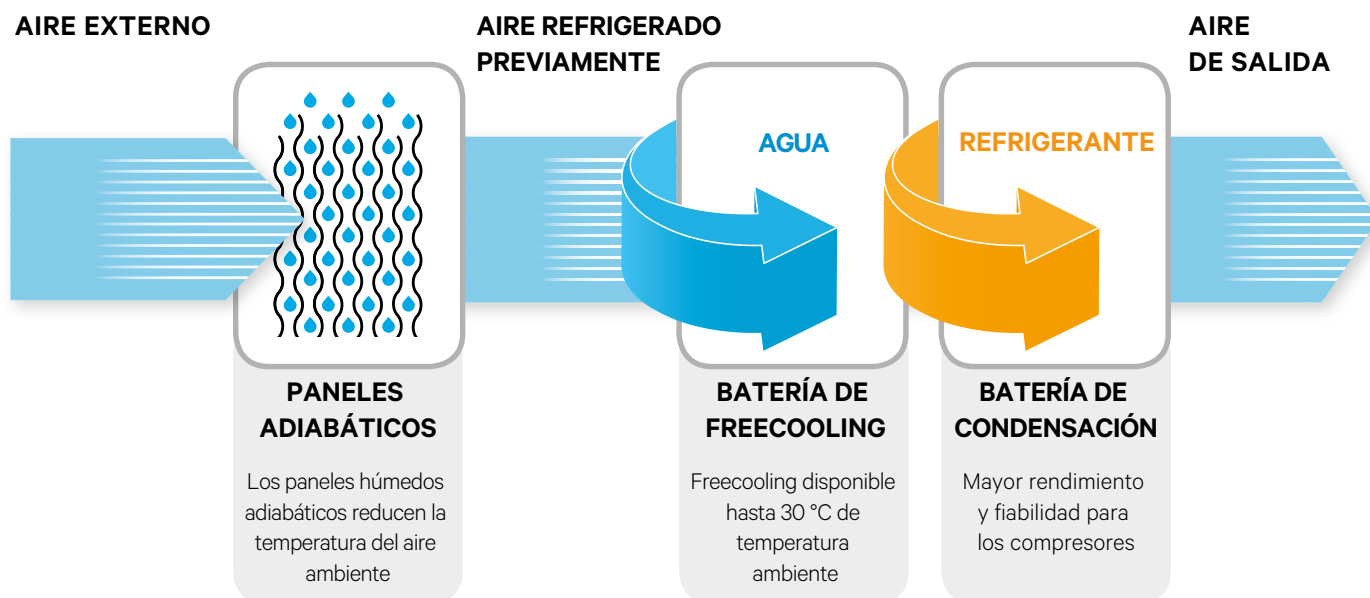 AIRE EXTERNO
AIRE REFRIGERADO
PREVIAMENTE
AIRE
DE SALIDA
AGUA
REFRIGERANTE
PANELES
ADIABÁTICOS
Los paneles húmedos
adiabáticos reducen la
temperatura del aire
ambiente
BATERÍA DE
FREECOOLING
Freecooling disponible
hasta 30 °C de
temperatura
ambiente
BATERÍA DE
CONDENSACIÓN
Mayor rendimiento
y fiabilidad para
los compresores